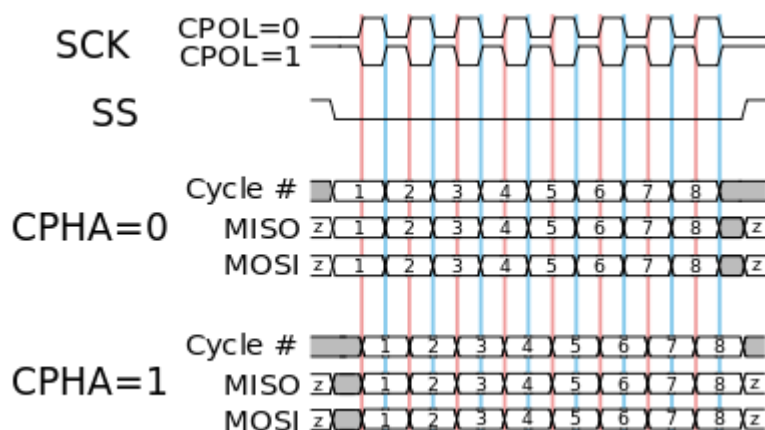 SCK CPOL=0
CPOL=1
SS
Cycle # 1 2 3 4 5 6 7 8
CPHA=0 MISO z 1 2 3 4 5 6 7 8 z
MOSI z 1 2 3 4 5 6 7 8 z
Cycle # 1 2 3 4 5 6 7 8
CPHA=1 MISO z 1 2 3 4 5 6 7 8 z
MOSI z 1 2 3 4 5 6 7 8 z